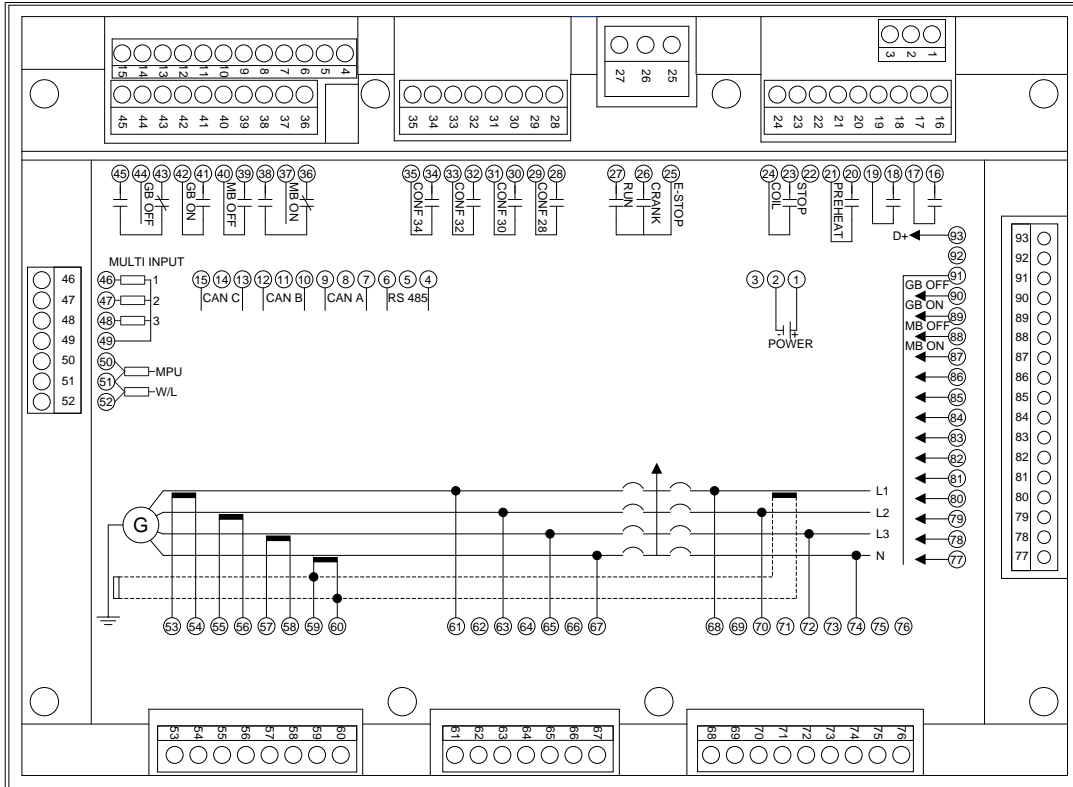 3 2 1
15 14 13 12 11 10 9 8 7 6 5 4
27 26 25
45 44 43 42 41 40 39 38 37 36
35 34 33 32 31 30 29 28
24 23 22 21 20 19 18 17 16
45 44 43 42 41 40 39 38 37 36
GB OFF
GB ON
MB OFF
MB ON
35 34 33 32 31 30 29 28
CONF 34
CONF 32
CONF 30
CONF 28
27 26 25
RUN
CRANK
E-STOP
24 23 22 21 20 19 18 17 16
COIL
STOP
PREHEAT
D+ 93
92
91
GB OFF
90
GB ON
89
MB OFF
88
MB ON
87
86
85
84
83
82
81
80
79
78
77
93
92
91
90
89
88
87
86
85
84
83
82
81
80
79
78
77
46
47
48
49
50
51
52
MULTI INPUT
46 1
47 2
48 3
49
50 MPU
51 W/L
52
15 14 13 12 11 10 9 8 7 6 5 4
CAN C CAN B CAN A RS 485
3 2 1
- +
POWER
G
L1
L2
L3
N
53 54 55 56 57 58 59 60
61 62 63 64 65 66 67
68 69 70 71 72 73 74 75 76
53 54 55 56 57 58 59 60
61 62 63 64 65 66 67
68 69 70 71 72 73 74 75 76